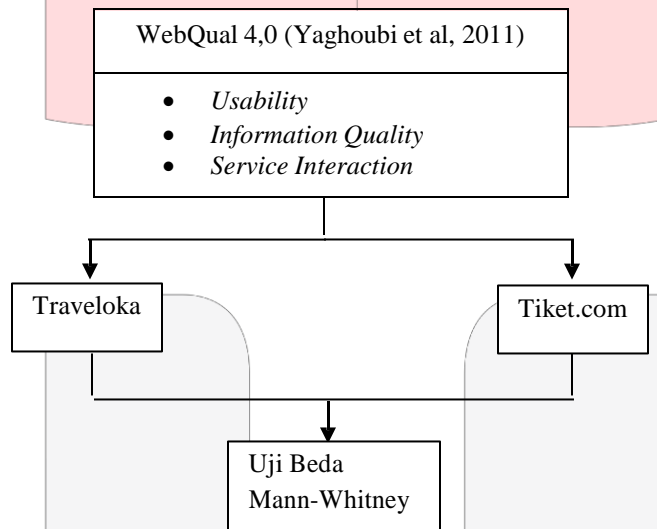 WebQual 4,0 (Yaghoubi et al, 2011)
• Usability
• Information Quality
• Service Interaction
Traveloka
Tiket.com
Uji Beda
Mann-Whitney